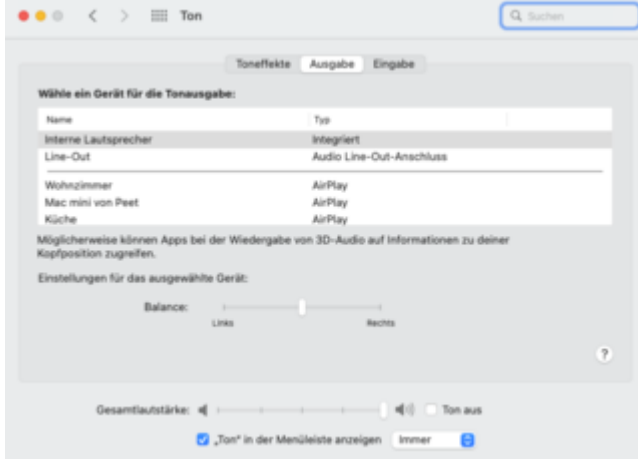 Ton
Suchen
Toneffekte Ausgabe Eingabe
Wähle ein Gerät für die Tonausgabe:
Name Typ
Interne Lautsprecher Integriert
Line-Out Audio Line-Out-Anschluss
Wohnzimmer AirPlay
Mac mini von Peet AirPlay
Küche AirPlay
Möglicherweise können Apps bei der Wiedergabe von 3D-Audio auf Informationen zu deiner
Kopfposition zugreifen.
Einstellungen für das ausgewählte Gerät:
Balance:
Links Rechts
?
Gesamtlautstärke: Ton aus
„Ton“ in der Menüleiste anzeigen Immer